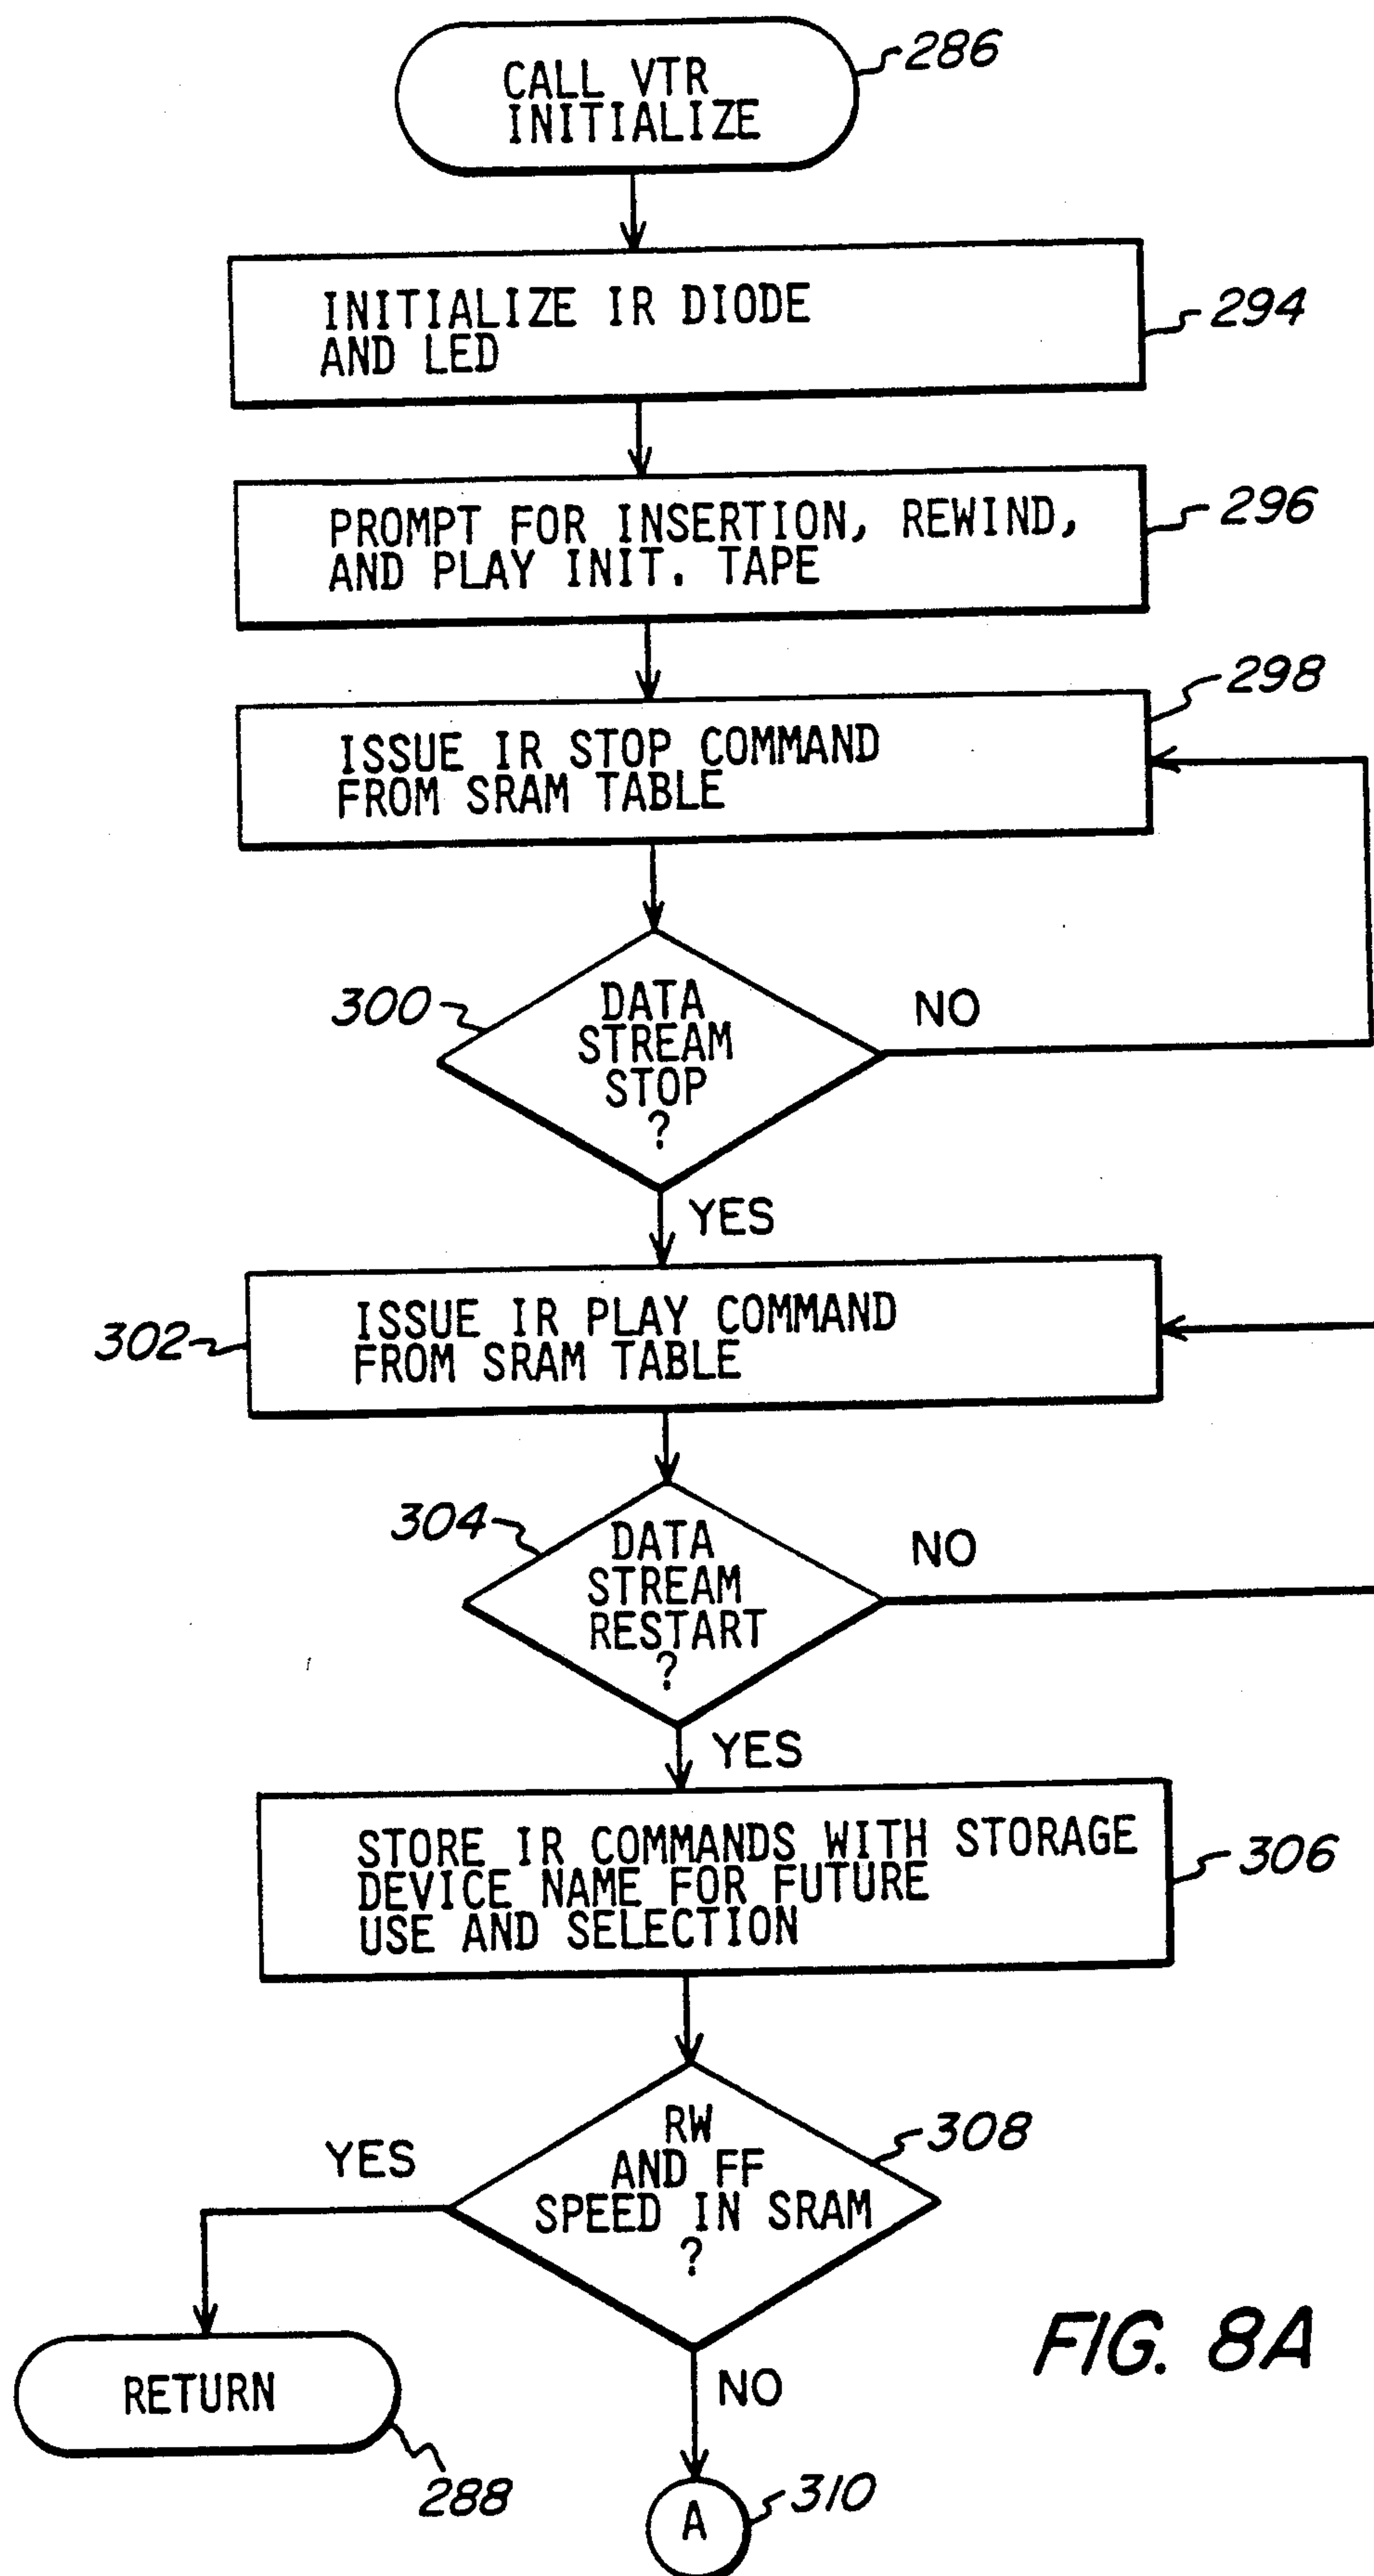 CALL VTR
INITIALIZE
286
INITIALIZE IR DIODE
AND LED
294
PROMPT FOR INSERTION, REWIND,
AND PLAY INIT. TAPE
296
298
ISSUE IR STOP COMMAND
FROM SRAM TABLE
300
DATA
STREAM
STOP
?
NO
YES
302
ISSUE IR PLAY COMMAND
FROM SRAM TABLE
304
DATA
STREAM
RESTART
?
NO
YES
STORE IR COMMANDS WITH STORAGE
DEVICE NAME FOR FUTURE
USE AND SELECTION
306
RW
AND FF
SPEED IN SRAM
?
308
YES
RETURN
288
NO
A
310
FIG. 8A